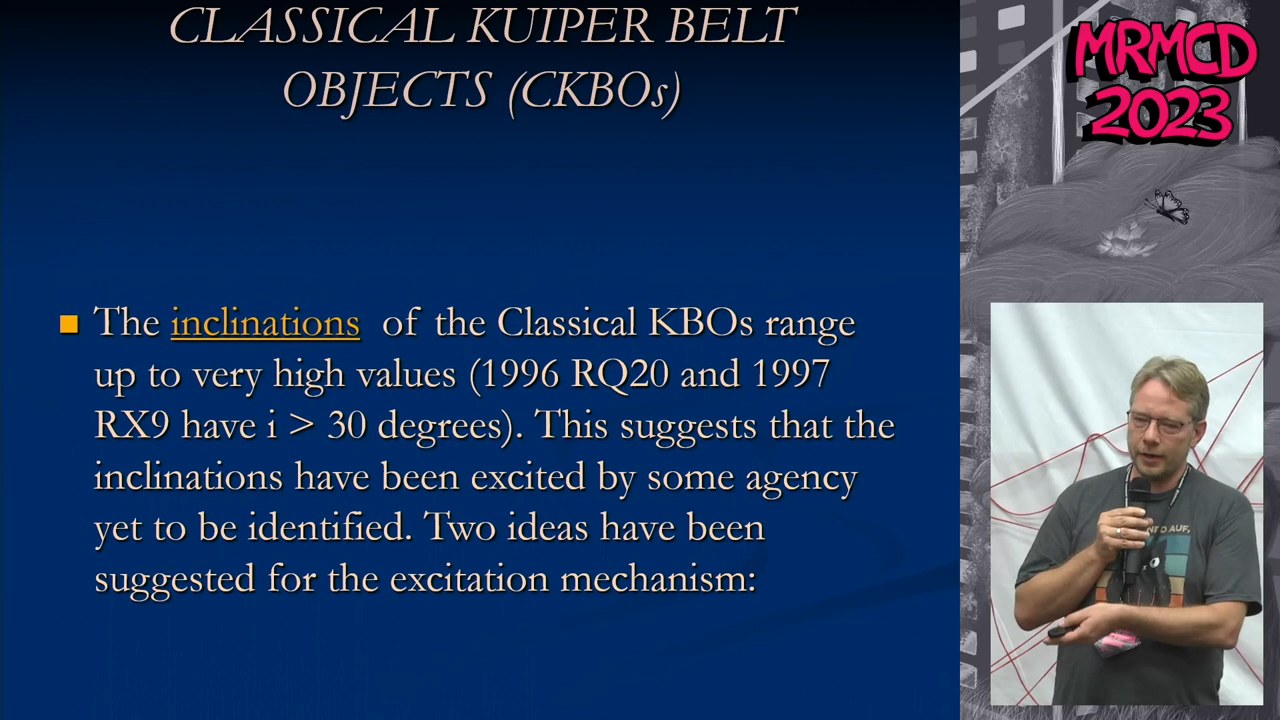 CLASSICAL KUIPER BELT
OBJECTS (CKBOs)
The inclinations of the Classical KBOs range
up to very high values (1996 RQ20 and 1997
RX9 have i > 30 degrees). This suggests that the
inclinations have been excited by some agency
yet to be identified. Two ideas have been
suggested for the excitation mechanism:
MRMCD
2023
AUF,